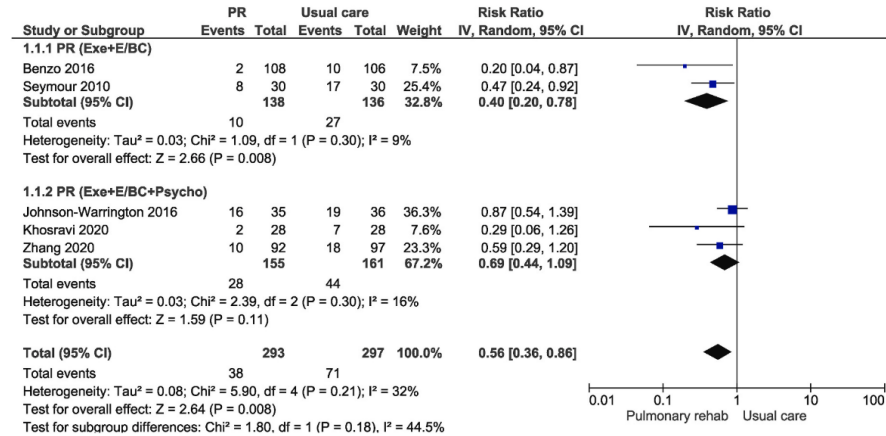 PR Usual care Risk Ratio Risk Ratio
Study or Subgroup Events Total Events Total Weight IV, Random, 95% CI IV, Random, 95% CI
1.1.1 PR (Exe+E/BC)
Benzo 2016 2 108 10 106 7.5% 0.20 [0.04, 0.87]
Seymour 2010 8 30 17 30 25.4% 0.47 [0.24, 0.92]
Subtotal (95% CI) 138 136 32.8% 0.40 [0.20, 0.78]
Total events 10 27
Heterogeneity: Tau² = 0.03; Chi² = 1.09, df = 1 (P = 0.30); I² = 9%
Test for overall effect: Z = 2.66 (P = 0.008)
1.1.2 PR (Exe+E/BC+Psycho)
Johnson-Warrington 2016 16 35 19 36 36.3% 0.87 [0.54, 1.39]
Khosravi 2020 2 28 7 28 7.6% 0.29 [0.06, 1.26]
Zhang 2020 10 92 18 97 23.3% 0.59 [0.29, 1.20]
Subtotal (95% CI) 155 161 67.2% 0.69 [0.44, 1.09]
Total events 28 44
Heterogeneity: Tau² = 0.03; Chi² = 2.39, df = 2 (P = 0.30); I² = 16%
Test for overall effect: Z = 1.59 (P = 0.11)
Total (95% CI) 293 297 100.0% 0.56 [0.36, 0.86]
Total events 38 71
Heterogeneity: Tau² = 0.08; Chi² = 5.90, df = 4 (P = 0.21); I² = 32%
Test for overall effect: Z = 2.64 (P = 0.008)
Test for subgroup differences: Chi² = 1.80, df = 1 (P = 0.18), I² = 44.5%
0.01 0.1 1 10 100
Pulmonary rehab Usual care